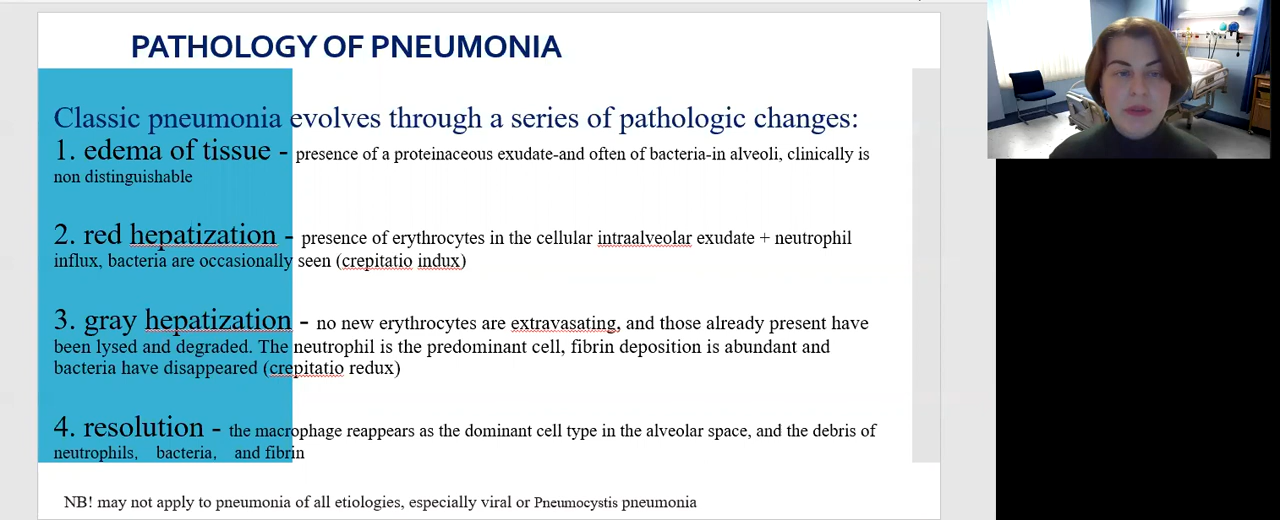 PATHOLOGY OF PNEUMONIA
Classic pneumonia evolves through a series of pathologic changes:
1. edema of tissue - presence of a proteinaceous exudate-and often of bacteria-in alveoli, clinically is
non distinguishable
2. red hepatization - presence of erythrocytes in the cellular intraalveolar exudate + neutrophil
influx, bacteria are occasionally seen (crepitatio indux)
3. gray hepatization - no new erythrocytes are extravasating, and those already present have
been lysed and degraded. The neutrophil is the predominant cell, fibrin deposition is abundant and
bacteria have disappeared (crepitatio redux)
4. resolution - the macrophage reappears as the dominant cell type in the alveolar space, and the debris of
neutrophils, bacteria, and fibrin
NB! may not apply to pneumonia of all etiologies, especially viral or Pneumocystis pneumonia